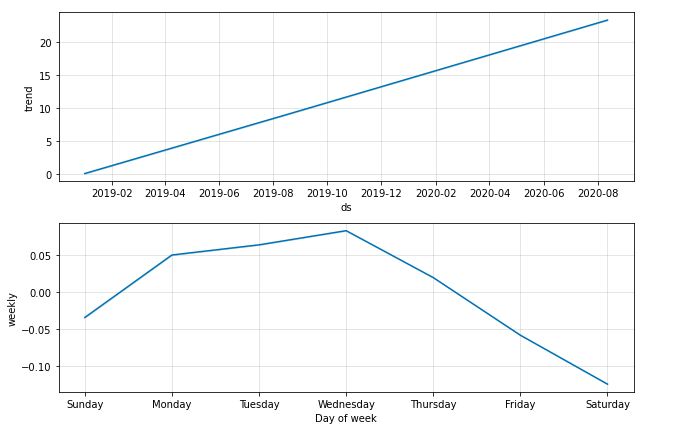 20
15
10
5
0
trend
2019-02 2019-04 2019-06 2019-08 2019-10 2019-12 2020-02 2020-04 2020-06 2020-08
ds
0.05
0.00
−0.05
−0.10
weekly
Sunday Monday Tuesday Wednesday Thursday Friday Saturday
Day of week